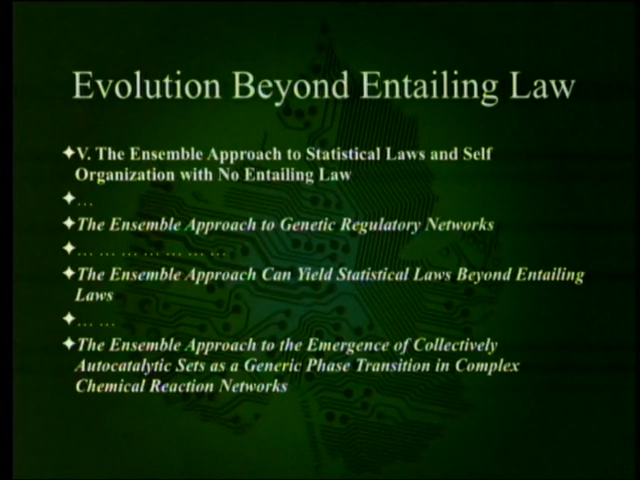 Evolution Beyond Entailing Law
V. The Ensemble Approach to Statistical Laws and Self
Organization with No Entailing Law
…
The Ensemble Approach to Genetic Regulatory Networks
… … … … … … …
The Ensemble Approach Can Yield Statistical Laws Beyond Entailing
Laws
… …
The Ensemble Approach to the Emergence of Collectively
Autocatalytic Sets as a Generic Phase Transition in Complex
Chemical Reaction Networks